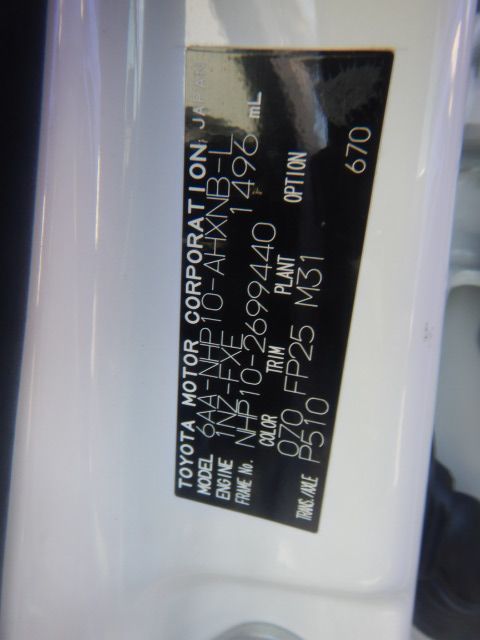 TOYOTA MOTOR CORPORATION, JAPAN
MODEL 6AA-NHP10-AHXNB-L
ENGINE 1NZ-FXE 1496 mL
FRAME No. NHP10-2699440
COLOR TRIM PLANT OPTION
070 FP25 M31
TRANS./AXLE P510 670